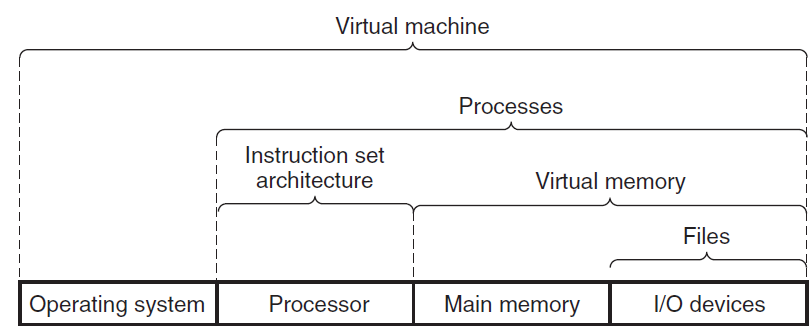 Virtual machine
Processes
Instruction set
architecture
Virtual memory
Files
Operating system
Processor
Main memory
I/O devices